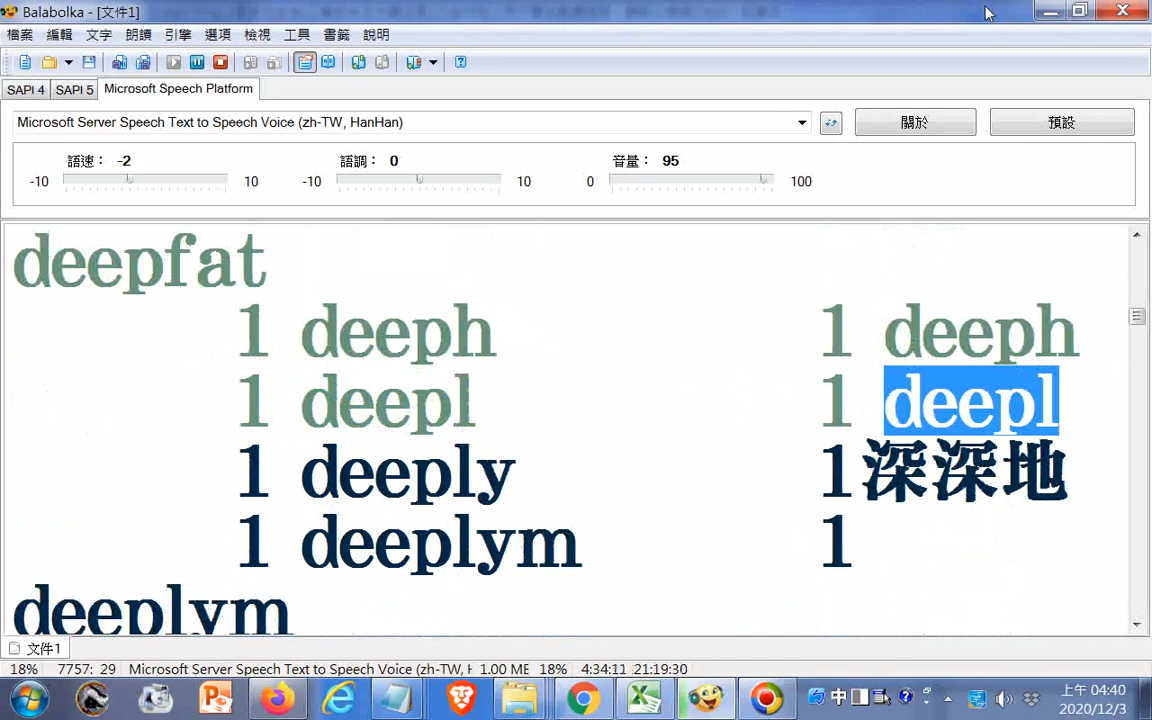 Balabolka - [文件1]
檔案 編輯 文字 朗讀 引擎 選項 檢視 工具 書籤 說明
SAPI 4 SAPI 5 Microsoft Speech Platform
Microsoft Server Speech Text to Speech Voice (zh-TW, HanHan) 關於 預設
語速： -2 語調： 0 音量： 95
-10 10 -10 10 0 100
deepfat
1 deeph 1 deeph
1 deepl 1 deepl
1 deeply 1深深地
1 deeplym 1
deeplym
文件1
18% 7757: 29 Microsoft Server Speech Text to Speech Voice (zh-TW, 1.00 ME 18% 4:34:11 21:19:30
中 上午 04:40
2020/12/3